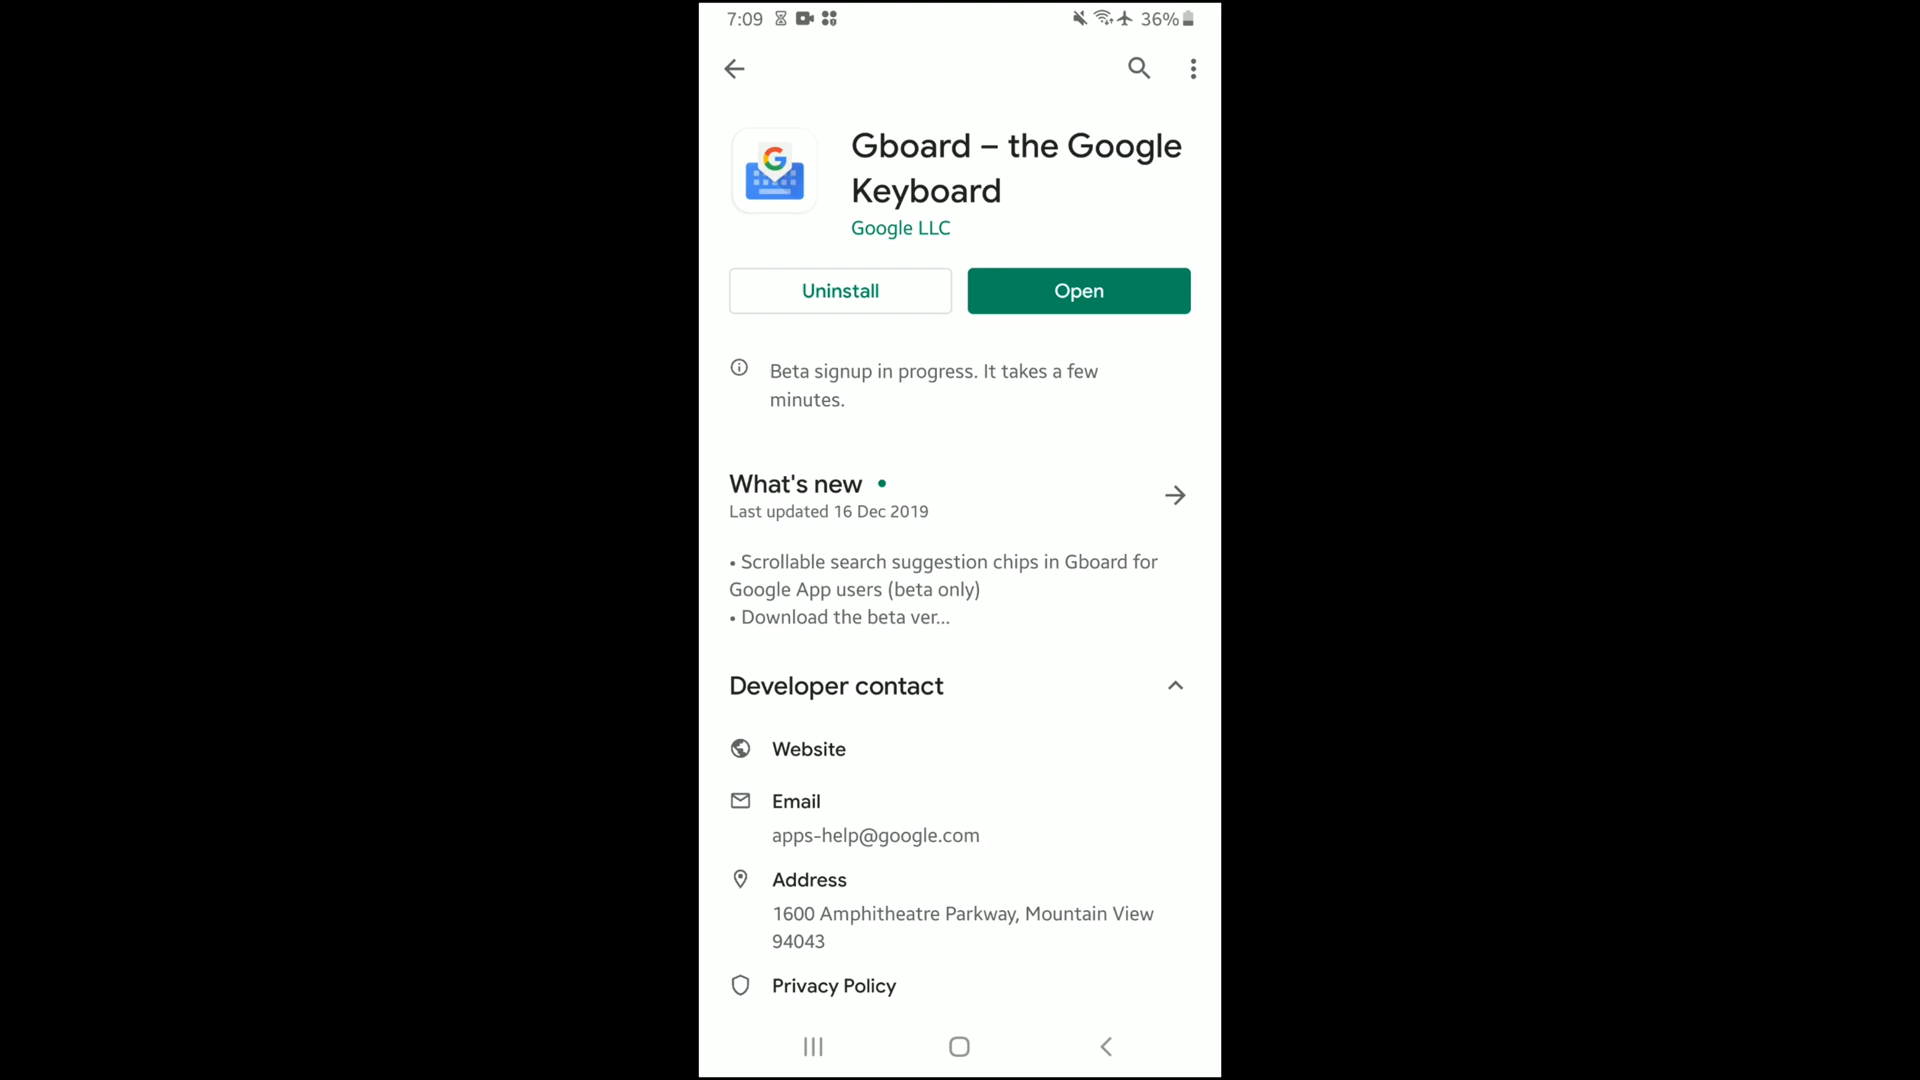 7:09 36%
Gboard – the Google
Keyboard
Google LLC
Uninstall Open
Beta signup in progress. It takes a few
minutes.
What's new
Last updated 16 Dec 2019
• Scrollable search suggestion chips in Gboard for
Google App users (beta only)
• Download the beta ver...
Developer contact
Website
Email
apps-help@google.com
Address
1600 Amphitheatre Parkway, Mountain View
94043
Privacy Policy